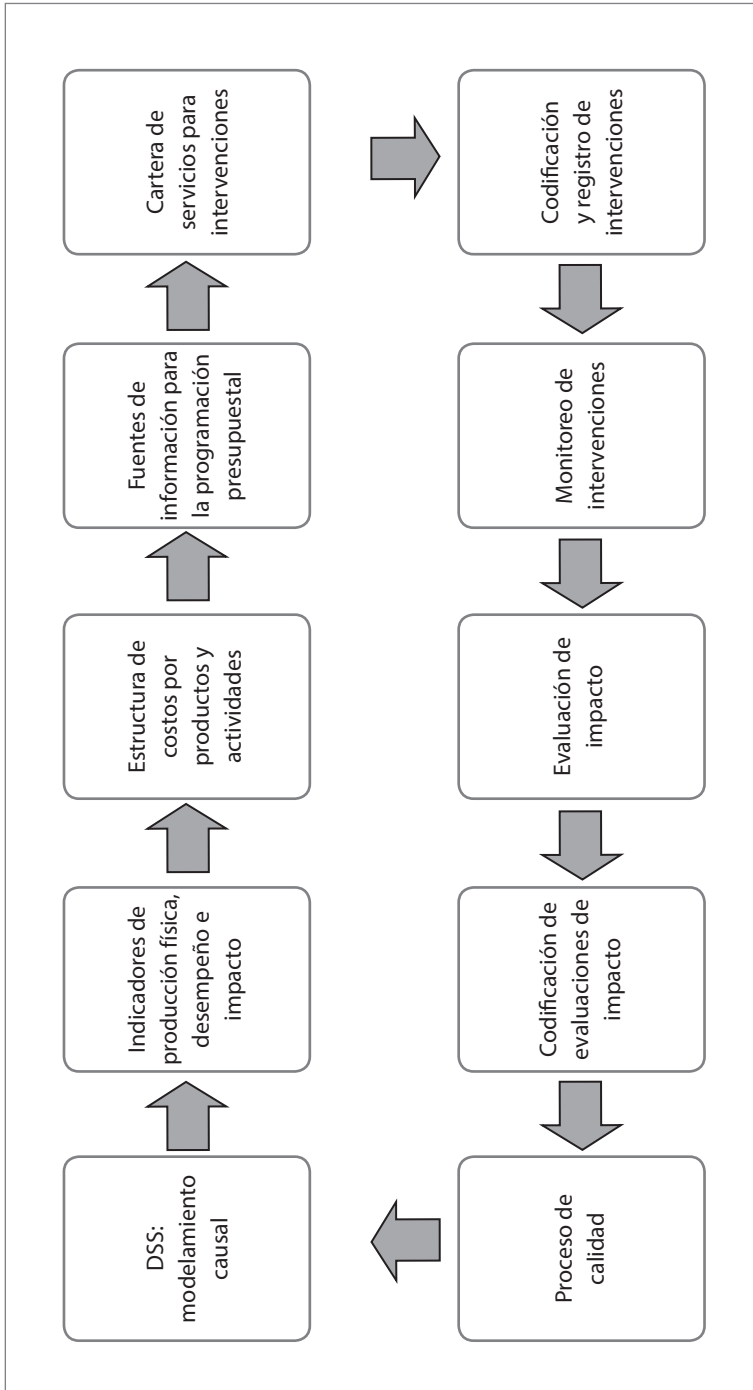 DSS:
modelamiento
causal
Indicadores de
producción física,
desempeño e
impacto
Estructura de
costos por
productos y
actividades
Fuentes de
información para
la programación
presupuestal
Cartera de
servicios para
intervenciones
Codificación
y registro de
intervenciones
Monitoreo de
intervenciones
Evaluación de
impacto
Codificación de
evaluaciones de
impacto
Proceso de
calidad